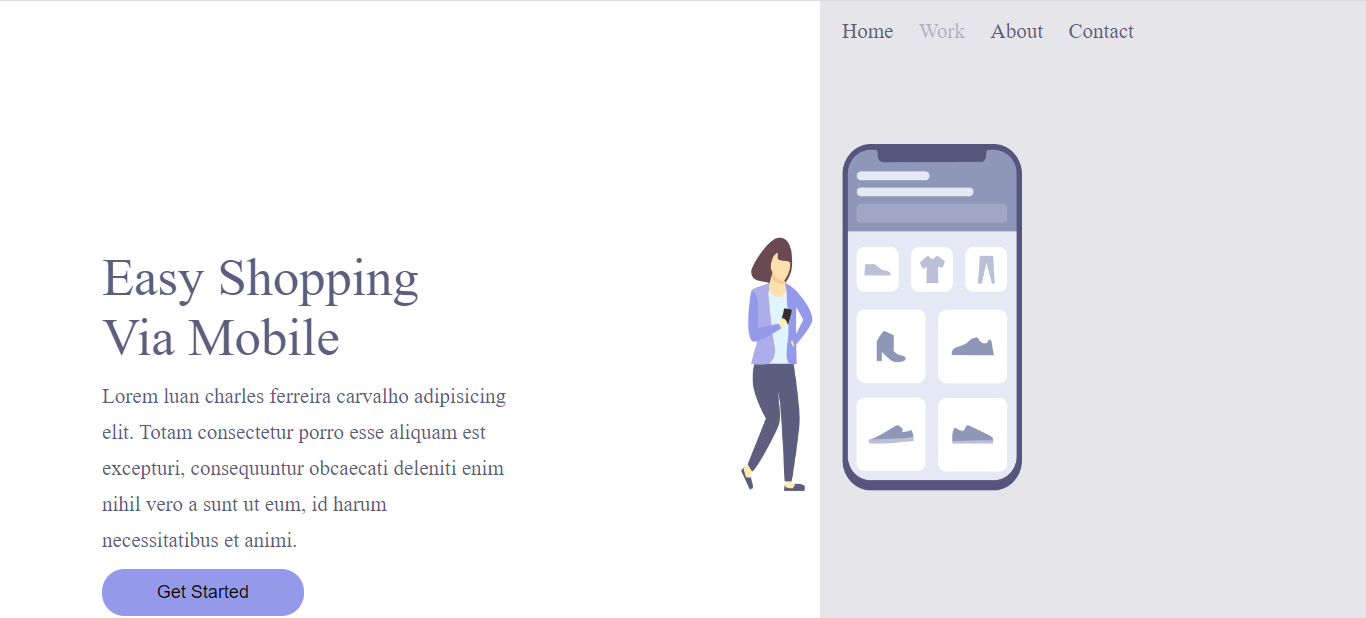 Home Work About Contact
Easy Shopping
Via Mobile
Lorem luan charles ferreira carvalho adipisicing
elit. Totam consectetur porro esse aliquam est
excepturi, consequuntur obcaecati deleniti enim
nihil vero a sunt ut eum, id harum
necessitatibus et animi.
Get Started